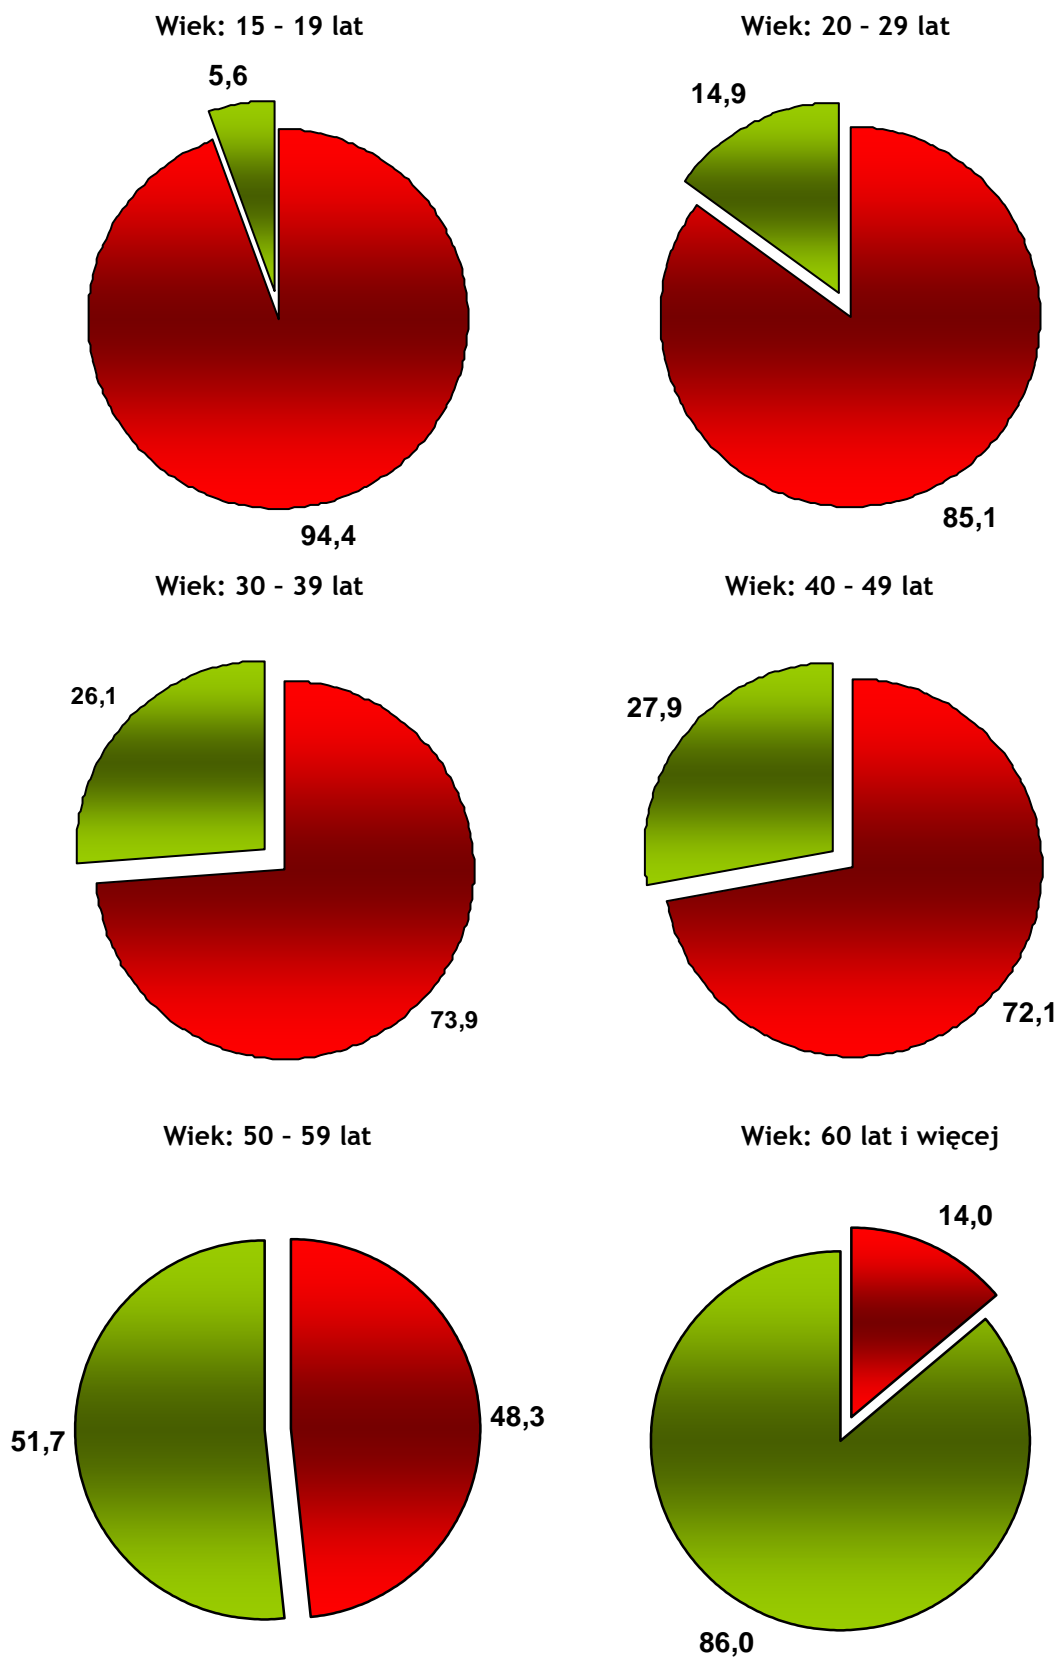 Wiek: 15 – 19 lat
5,6
94,4
Wiek: 20 – 29 lat
14,9
85,1
Wiek: 30 – 39 lat
26,1
73,9
Wiek: 40 – 49 lat
27,9
72,1
Wiek: 50 – 59 lat
51,7
48,3
Wiek: 60 lat i więcej
14,0
86,0